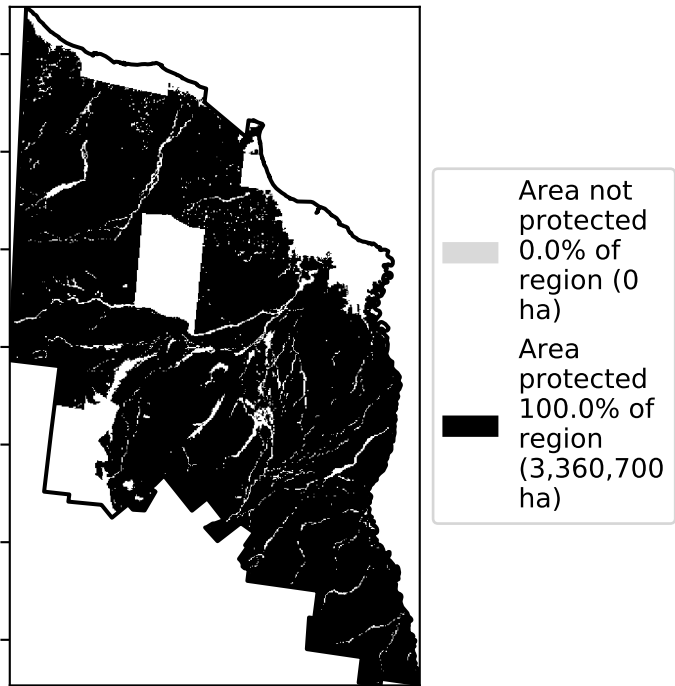 Area not
protected
0.0% of
region (0
ha)
Area
protected
100.0% of
region
(3,360,700
ha)